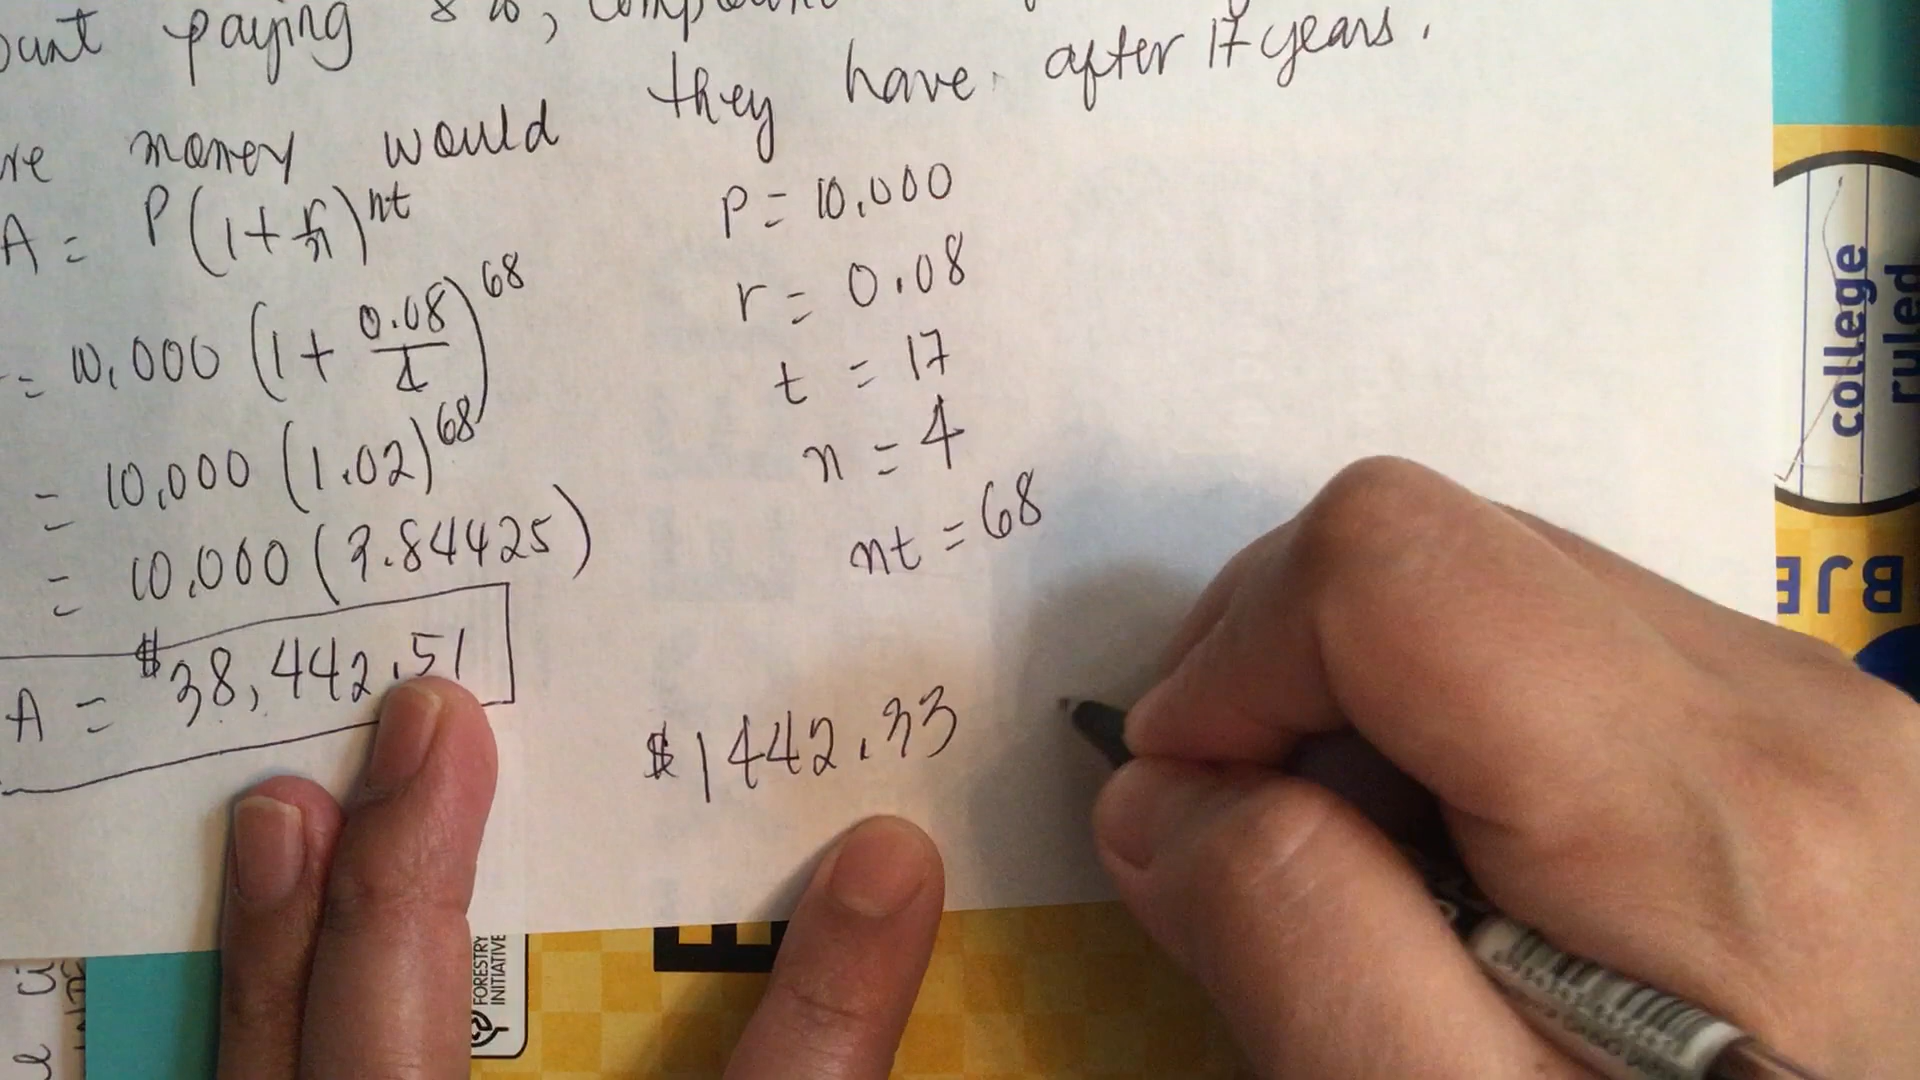 paying 8%,
they have after 17 years.
money would
A = P(1+r/n)^nt
P = 10,000
= 10,000 (1+ 0.08/4)^68
r = 0.08
t = 17
= 10,000 (1.02)^68
n = 4
= 10,000 (3.84425)
nt = 68
A = $38,442.51
$1442.33
college
ruled
FORESTRY
INITIATIVE